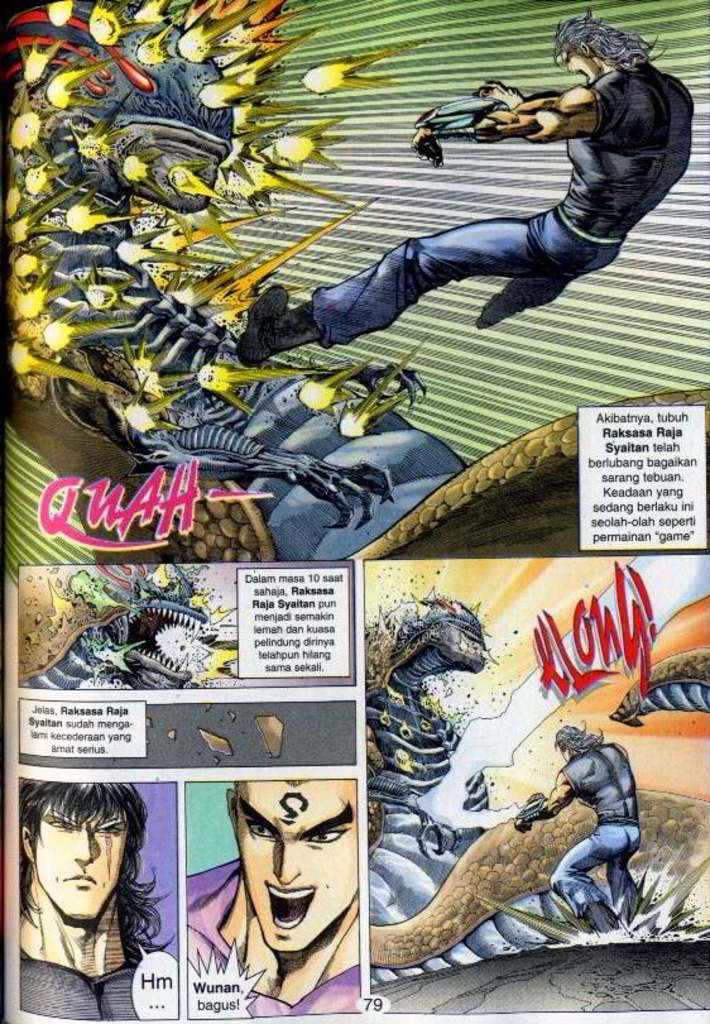 Akibatnya, tubuh
Raksasa Raja
Syaitan telah
berlubang bagaikan
sarang tebuan.
Keadaan yang
sedang berlaku ini
seolah-olah seperti
permainan "game"
QUAH—
Dalam masa 10 saat
sahaja, Raksasa
Raja Syaitan pun
menjadi semakin
lemah dan kuasa
pelindung dirinya
telahpun hilang
sama sekali.
Jelas, Raksasa Raja
Syaitan sudah menga-
lami kecederaan yang
amat serius.
KLONG!
Hm
...
Wunan,
bagus!
79